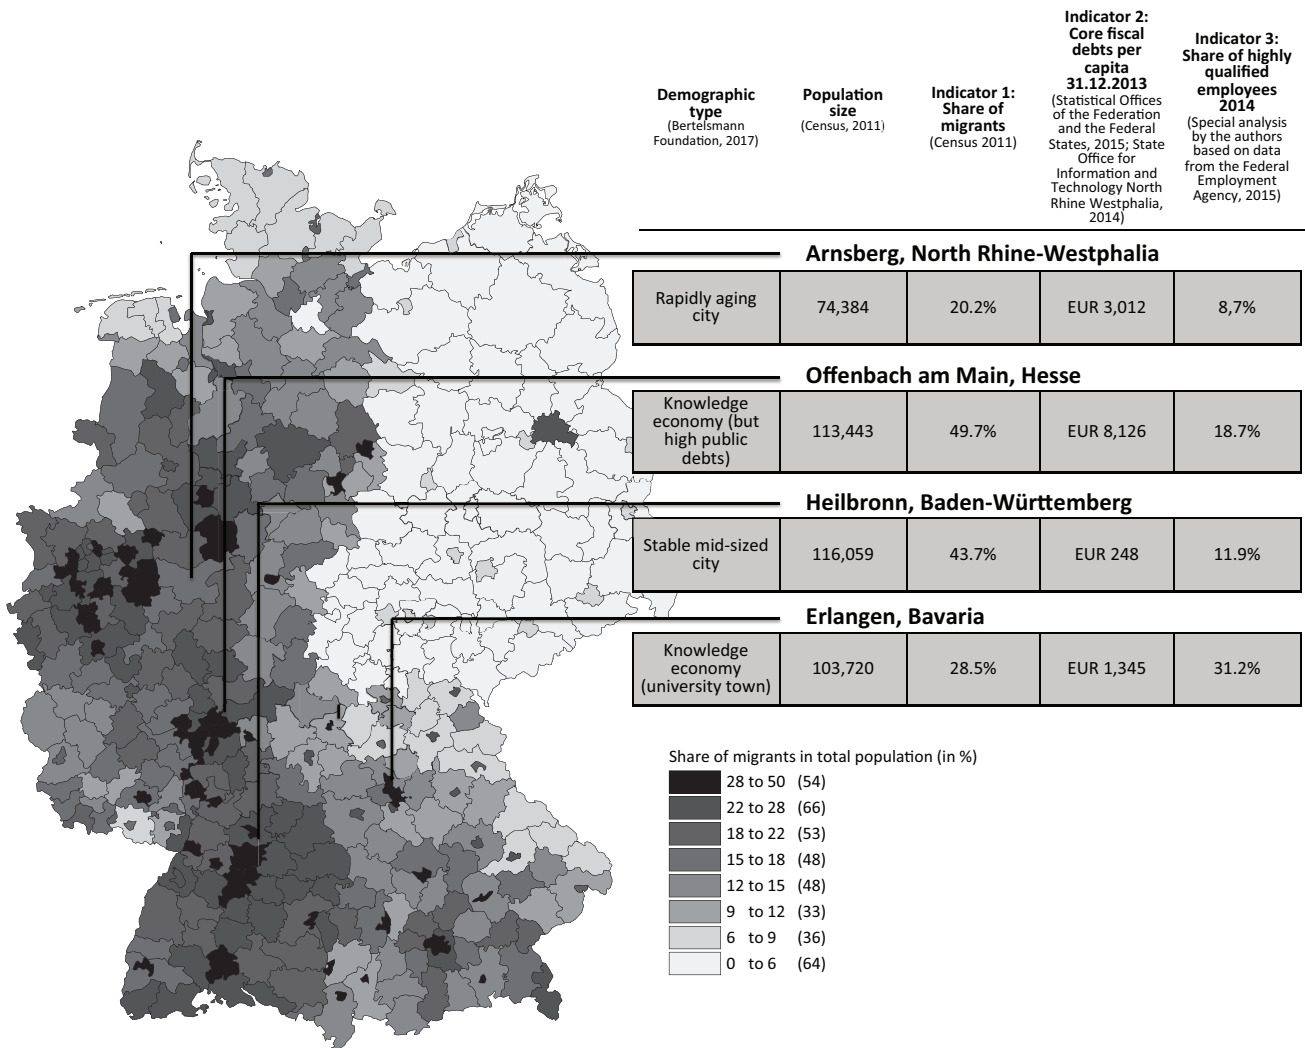 Demographic
type
(Bertelsmann
Foundation, 2017)
Population
size
(Census, 2011)
Indicator 1:
Share of
migrants
(Census 2011)
Indicator 2:
Core fiscal
debts per
capita
31.12.2013
(Statistical Offices
of the Federation
and the Federal
States, 2015; State
Office for
Information and
Technology North
Rhine Westphalia,
2014)
Indicator 3:
Share of highly
qualified
employees
2014
(Special analysis
by the authors
based on data
from the Federal
Employment
Agency, 2015)
Arnsberg, North Rhine-Westphalia
Rapidly aging
city
74,384
20.2%
EUR 3,012
8,7%
Offenbach am Main, Hesse
Knowledge
economy (but
high public
debts)
113,443
49.7%
EUR 8,126
18.7%
Heilbronn, Baden-Württemberg
Stable mid-sized
city
116,059
43.7%
EUR 248
11.9%
Erlangen, Bavaria
Knowledge
economy
(university town)
103,720
28.5%
EUR 1,345
31.2%
Share of migrants in total population (in %)
28 to 50 (54)
22 to 28 (66)
18 to 22 (53)
15 to 18 (48)
12 to 15 (48)
9 to 12 (33)
6 to 9 (36)
0 to 6 (64)